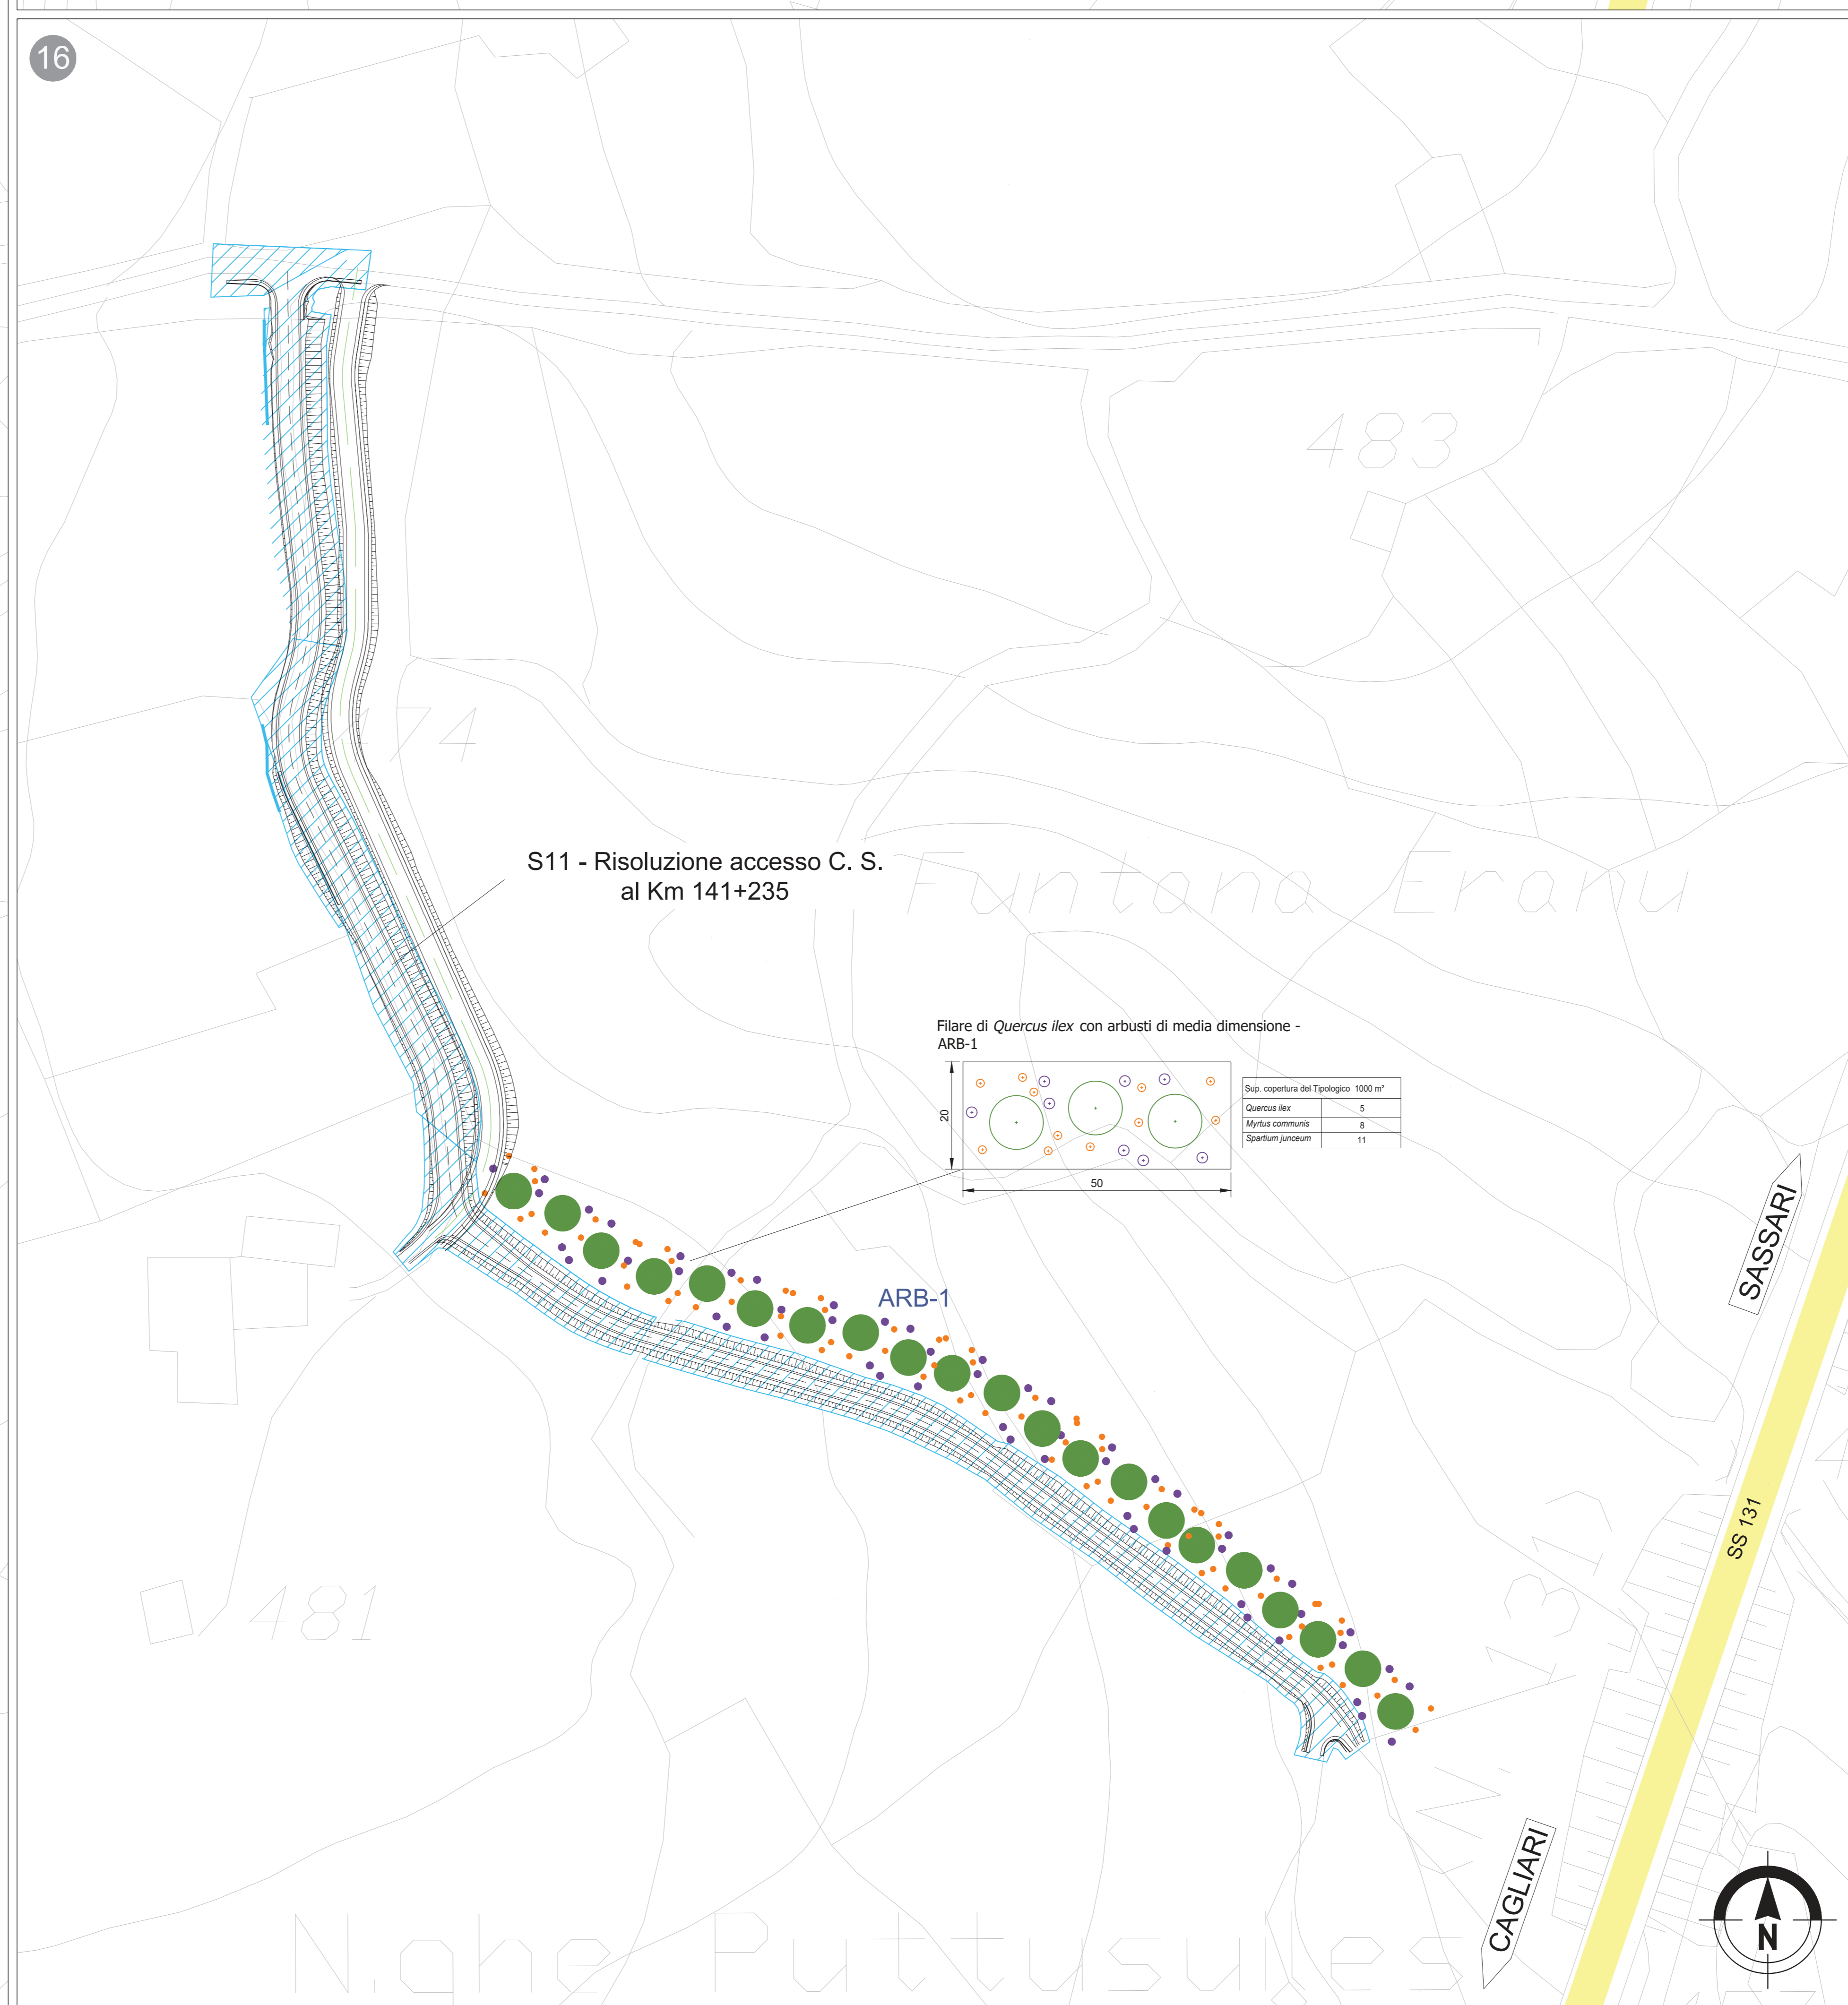 16
483
474
S11 - Risoluzione accesso C. S.
al Km 141+235
Funtana Eranu
Filare di Quercus ilex con arbusti di media dimensione -
ARB-1
20
50
Sup. copertura del Tipologico 1000 m²
Quercus ilex 5
Myrtus communis 8
Spartium junceum 11
SASSARI
ARB-1
SS 131
481
CAGLIARI
N